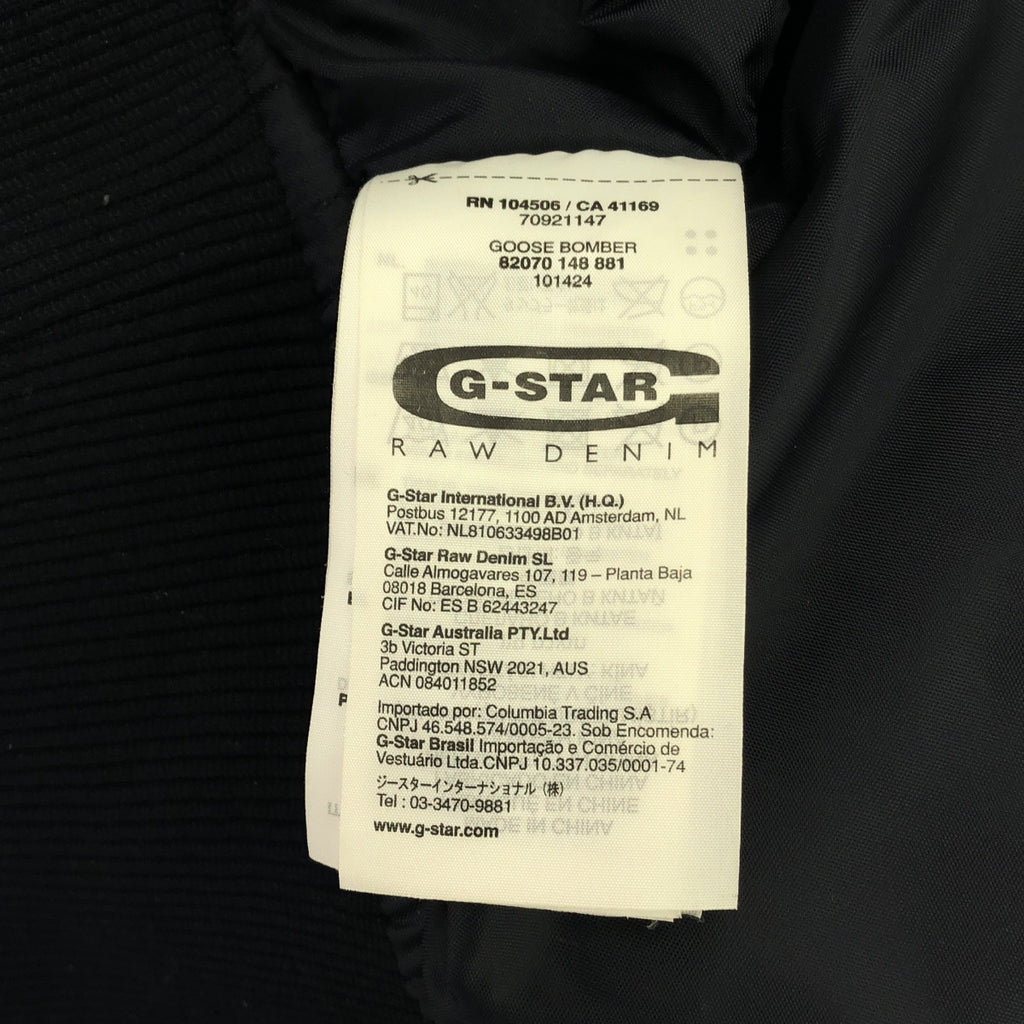 RN 104506 / CA 41169
70921147
GOOSE BOMBER
82070 148 881
101424
G-STAR
RAW DENIM
G-Star International B.V. (H.Q.)
Postbus 12177, 1100 AD Amsterdam, NL
VAT.No: NL810633498B01
G-Star Raw Denim SL
Calle Almogavares 107, 119 – Planta Baja
08018 Barcelona, ES
CIF No: ES B 62443247
G-Star Australia PTY.Ltd
3b Victoria ST
Paddington NSW 2021, AUS
ACN 084011852
Importado por: Columbia Trading S.A
CNPJ 46.548.574/0005-23. Sob Encomenda:
G-Star Brasil Importação e Comércio de
Vestuário Ltda.CNPJ 10.337.035/0001-74
ジースターインターナショナル (株)
Tel : 03-3470-9881
www.g-star.com